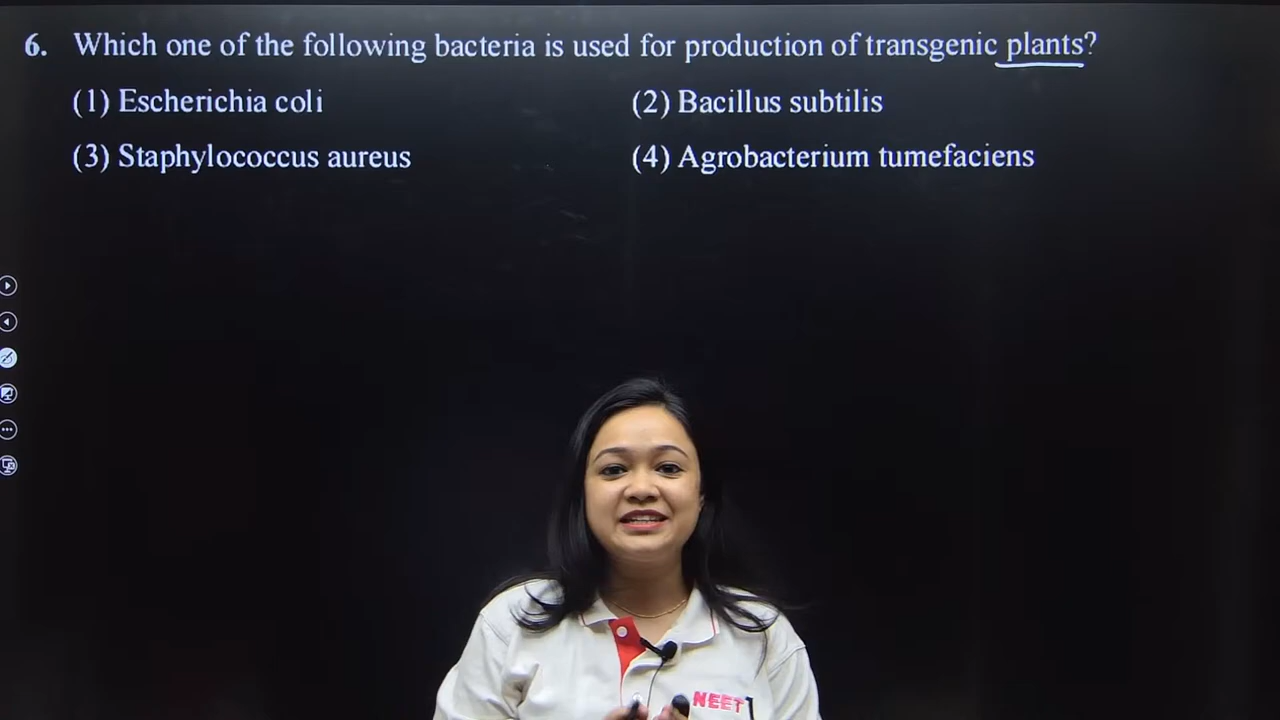 6. Which one of the following bacteria is used for production of transgenic plants?
(1) Escherichia coli (2) Bacillus subtilis
(3) Staphylococcus aureus (4) Agrobacterium tumefaciens
NEET